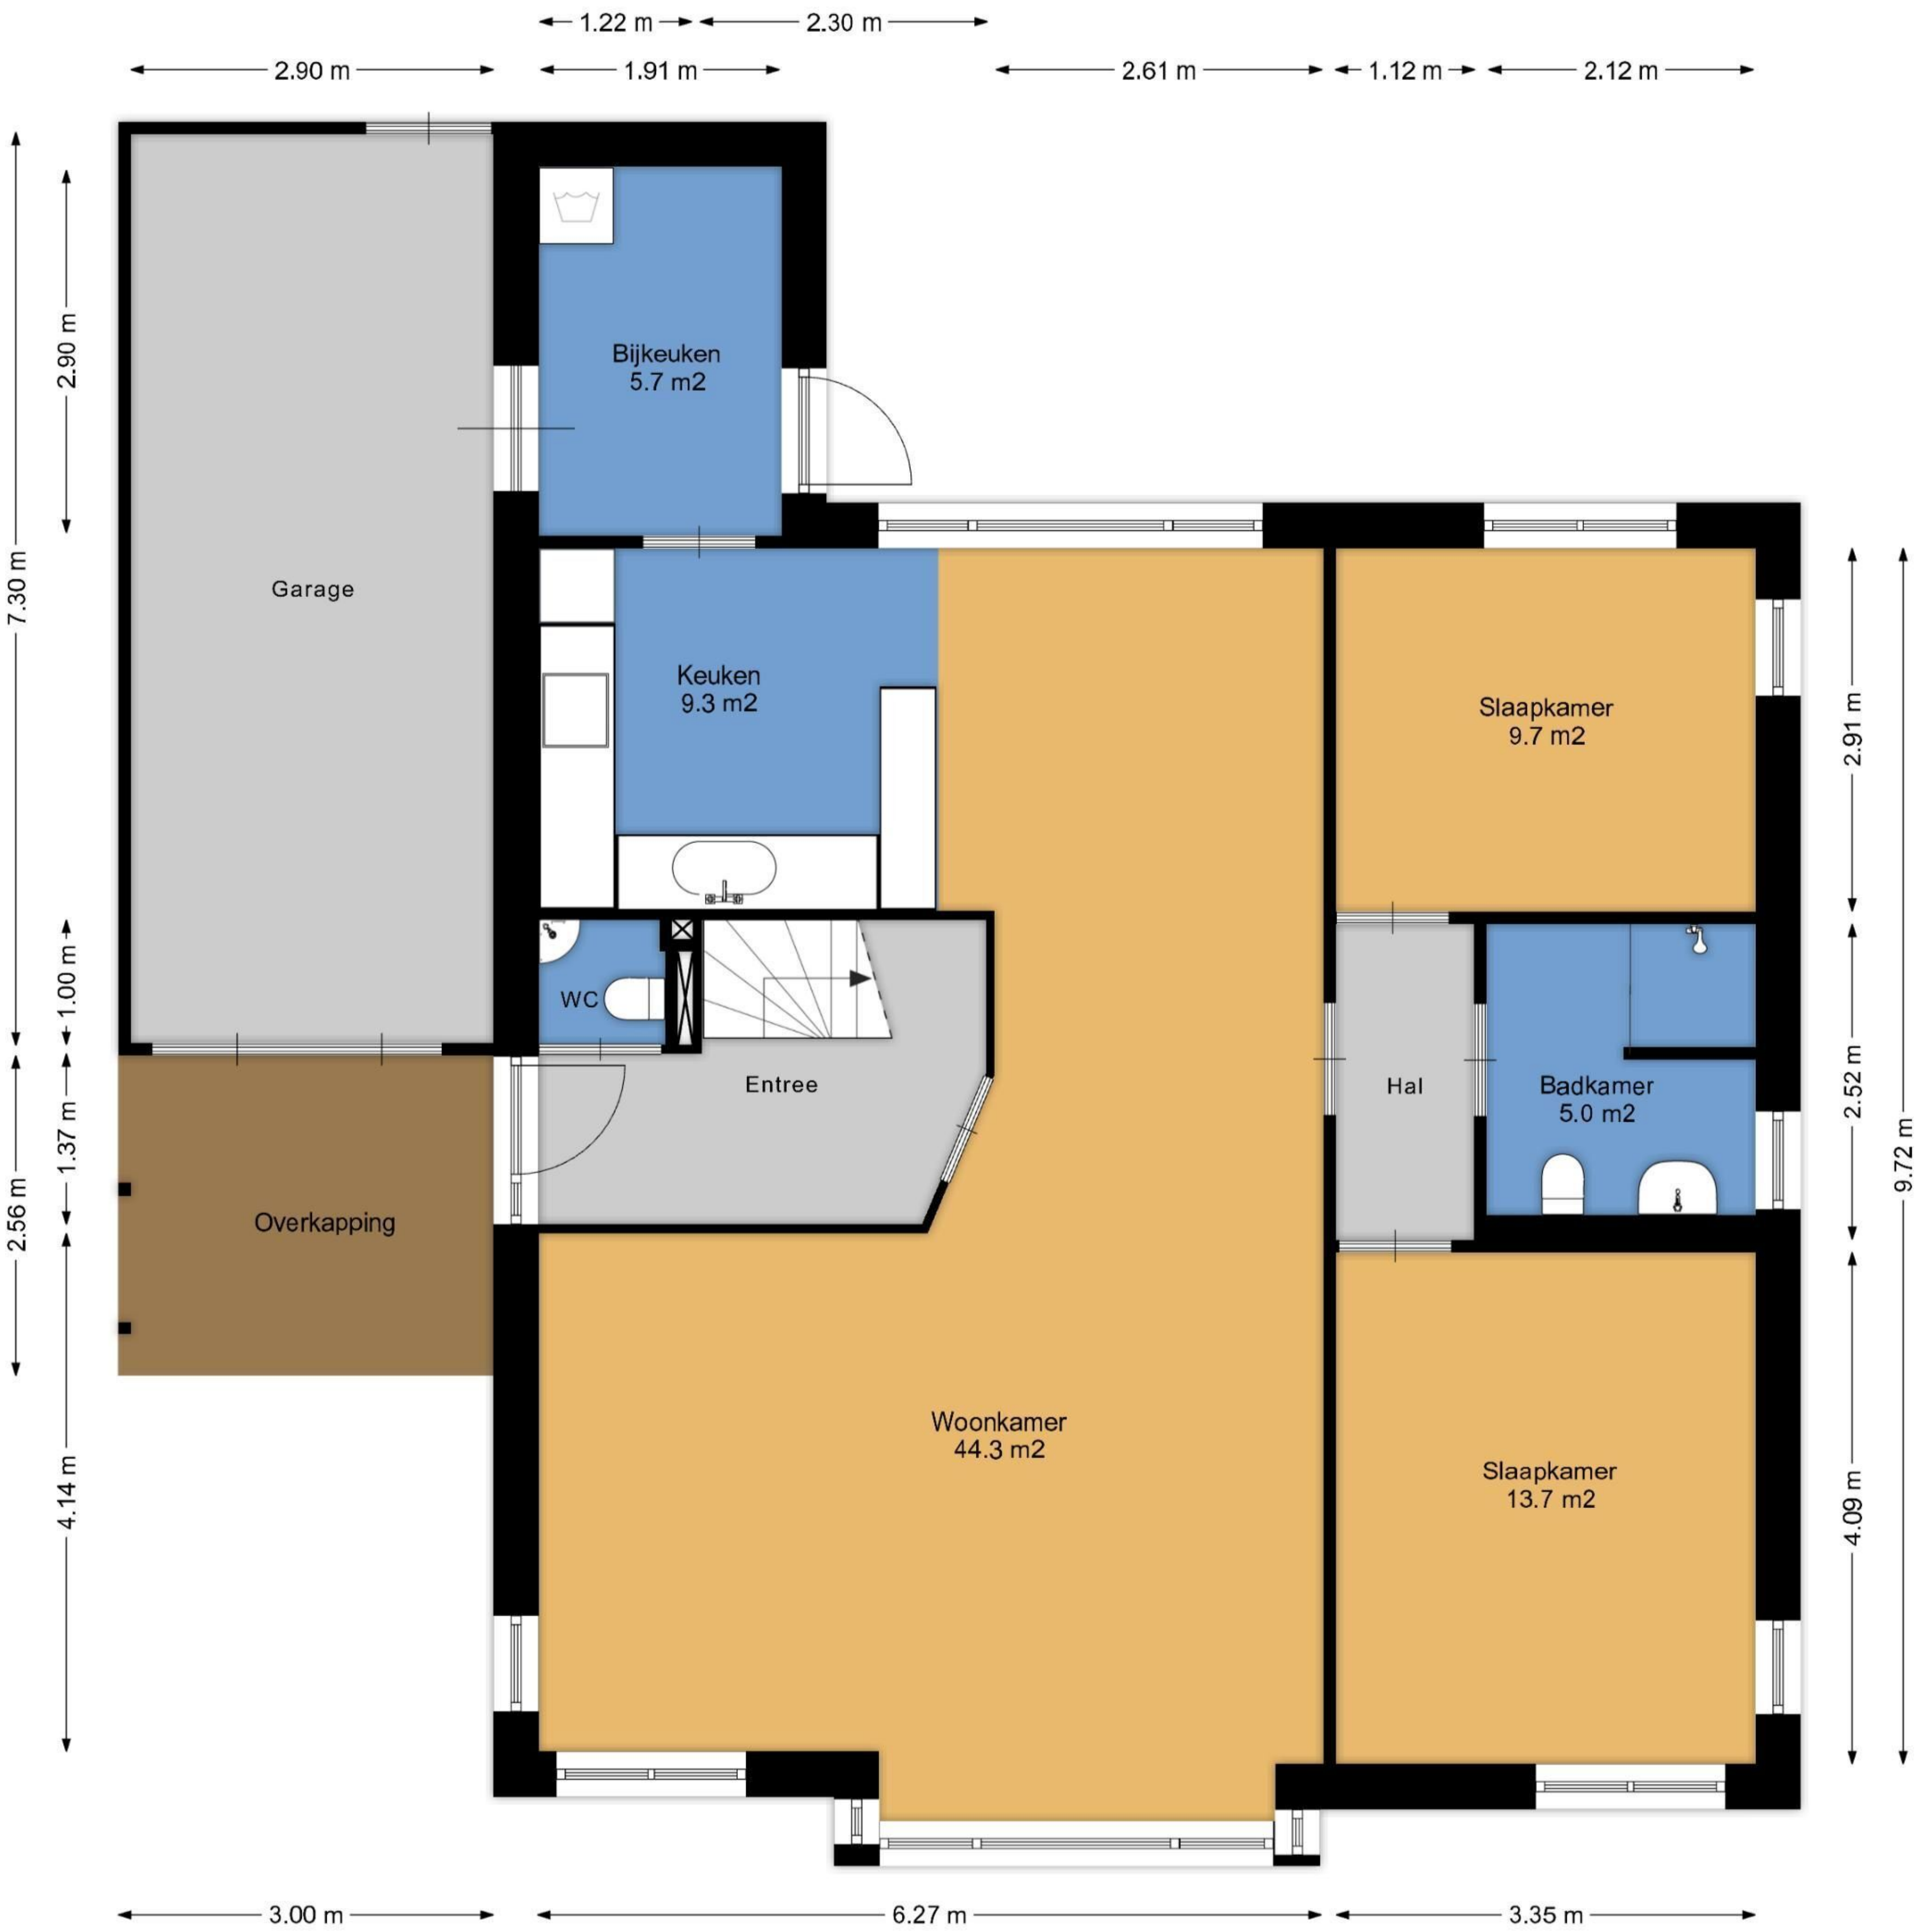 1.22 m
2.30 m
2.90 m
1.91 m
2.61 m
1.12 m
2.12 m
7.30 m
2.90 m
Bijkeuken
5.7 m2
Garage
Keuken
9.3 m2
Slaapkamer
9.7 m2
2.91 m
1.00 m
WC
Entree
Hal
Badkamer
5.0 m2
2.52 m
9.72 m
1.37 m
2.56 m
Overkapping
4.14 m
Woonkamer
44.3 m2
Slaapkamer
13.7 m2
4.09 m
3.00 m
6.27 m
3.35 m